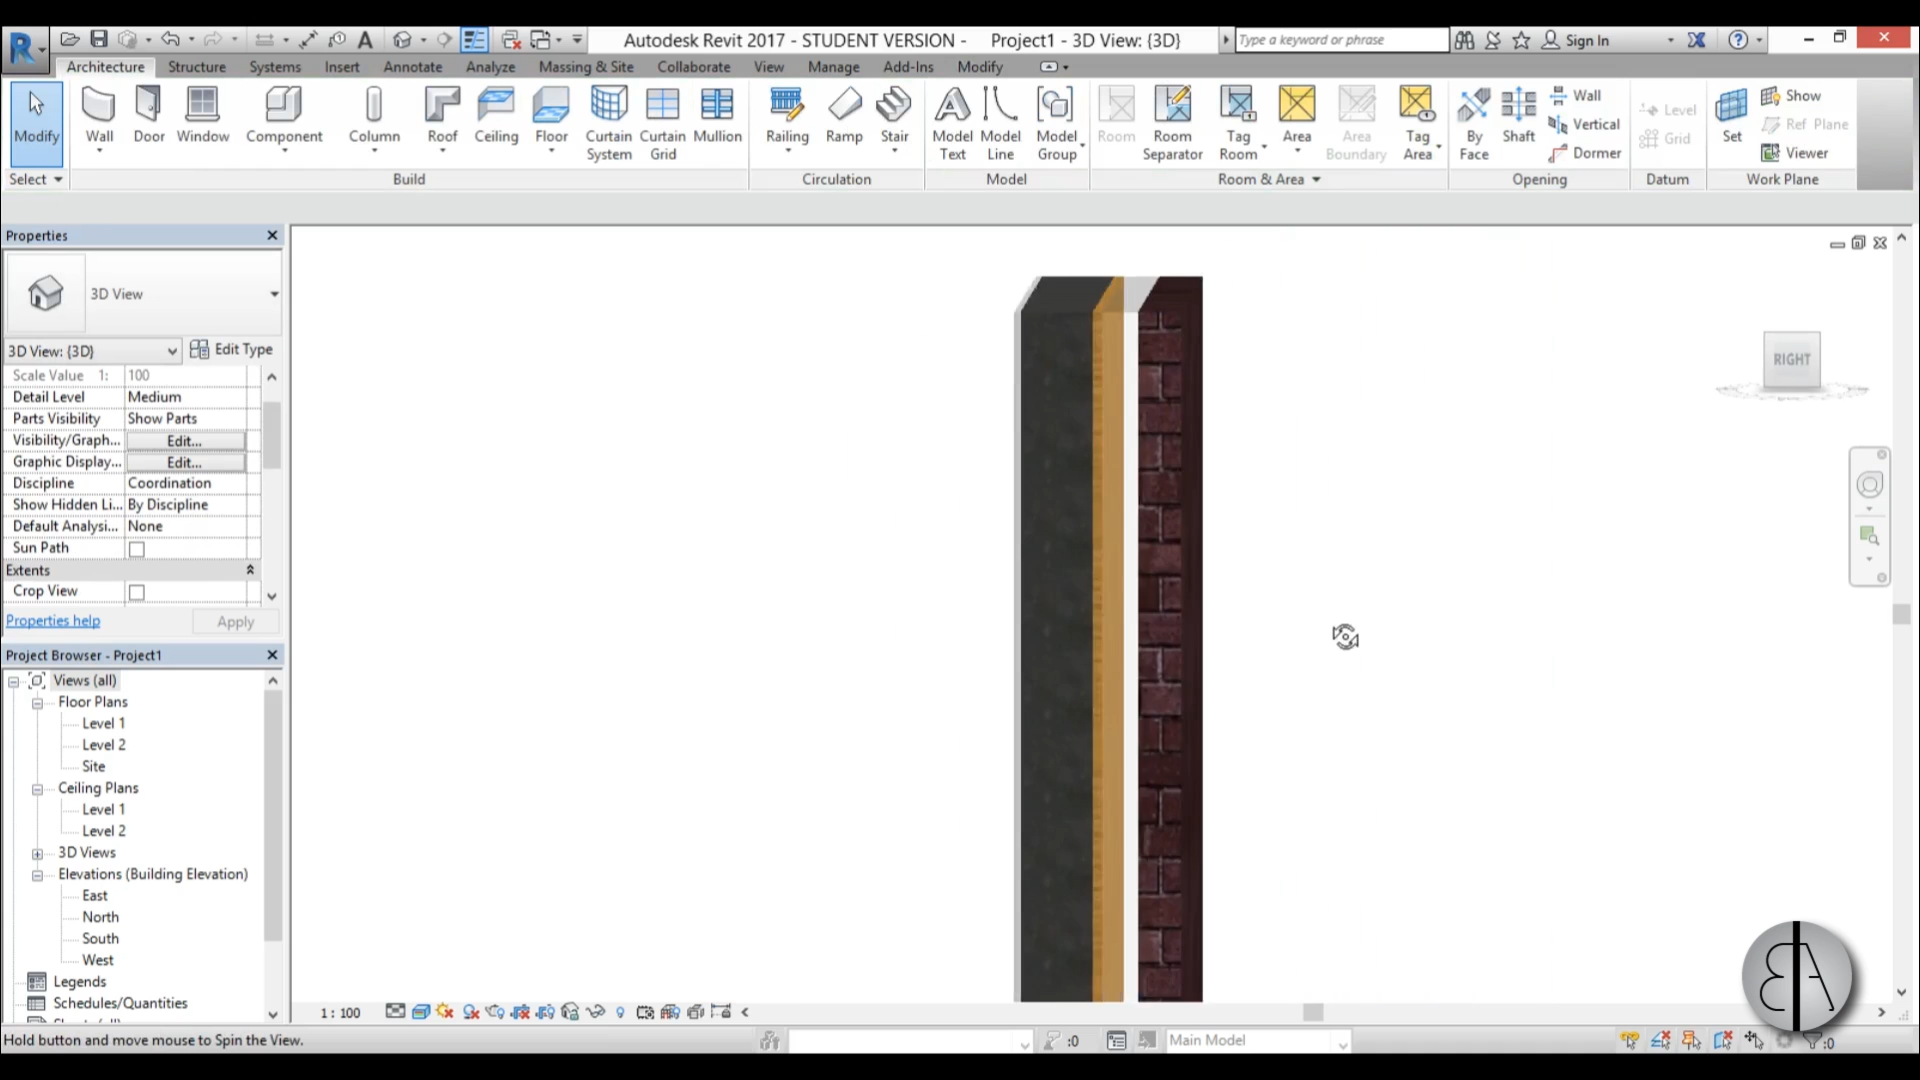 Autodesk Revit 2017 - STUDENT VERSION - Project1 - 3D View: {3D}
Type a keyword or phrase
Sign In
Architecture Structure Systems Insert Annotate Analyze Massing & Site Collaborate View Manage Add-Ins Modify
Modify Wall Door Window Component Column Roof Ceiling Floor Curtain System Curtain Grid Mullion Railing Ramp Stair Model Text Model Line Model Group Room Room Separator Tag Room Area Area Boundary Tag Area By Face Shaft Wall Vertical Dormer Level Grid Set Show Ref Plane Viewer
Select Build Circulation Model Room & Area Opening Datum Work Plane
Properties
3D View
3D View: {3D} Edit Type
Scale Value 1: 100
Detail Level Medium
Parts Visibility Show Parts
Visibility/Graph... Edit...
Graphic Display... Edit...
Discipline Coordination
Show Hidden Li... By Discipline
Default Analysi... None
Sun Path
Extents
Crop View
Properties help Apply
Project Browser - Project1
Views (all)
Floor Plans
Level 1
Level 2
Site
Ceiling Plans
Level 1
Level 2
3D Views
Elevations (Building Elevation)
East
North
South
West
Legends
Schedules/Quantities
RIGHT
1 : 100
Hold button and move mouse to Spin the View.
:0
Main Model
:0
BA